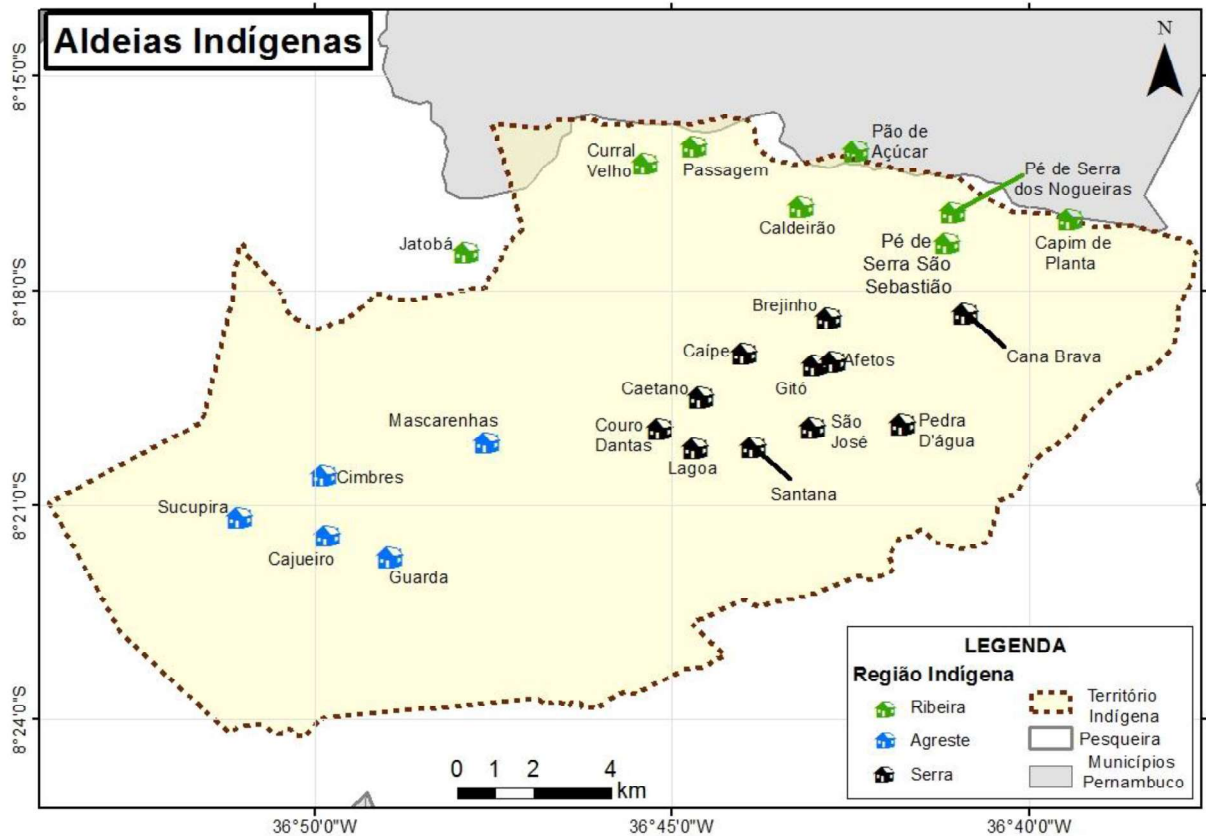 Aldeias Indígenas
N
8°15'0"S
8°18'0"S
8°21'0"S
8°24'0"S
Curral
Velho
Passagem
Pão de
Açúcar
Pé de Serra
dos Nogueiras
Caldeirão
Jatobá
Pé de
Serra São
Sebastião
Capim de
Planta
Brejinho
Cana Brava
Caípe
Afetos
Gitó
Caetano
Mascarenhas
Couro
Dantas
São
José
Pedra
D'água
Lagoa
Santana
Cimbres
Sucupira
Cajueiro
Guarda
LEGENDA
Região Indígena
Ribeira
Agreste
Serra
Território
Indígena
Pesqueira
Municípios
Pernambuco
0 1 2 4
km
36°50'0"W
36°45'0"W
36°40'0"W